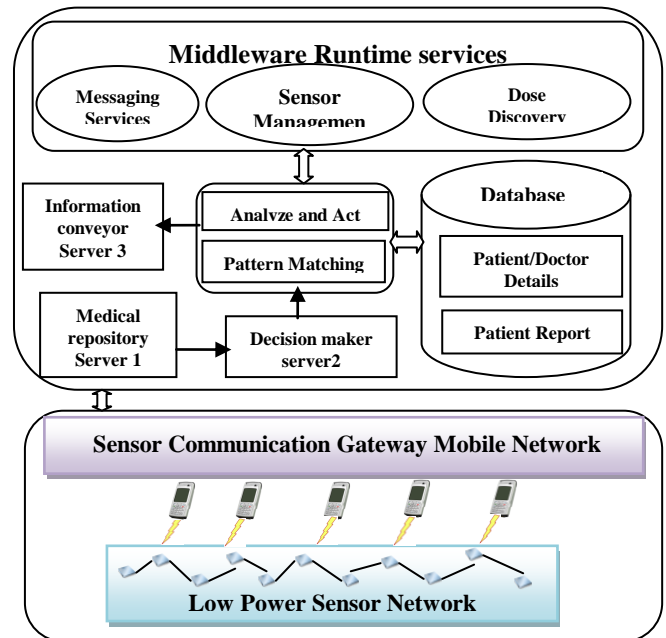 Middleware Runtime services
Messaging
Services
Sensor
Managemen
Dose
Discovery
Information
conveyor
Server 3
Analyze and Act
Pattern Matching
Database
Patient/Doctor
Details
Patient Report
Medical
repository
Server 1
Decision maker
server2
Sensor Communication Gateway Mobile Network
Low Power Sensor Network